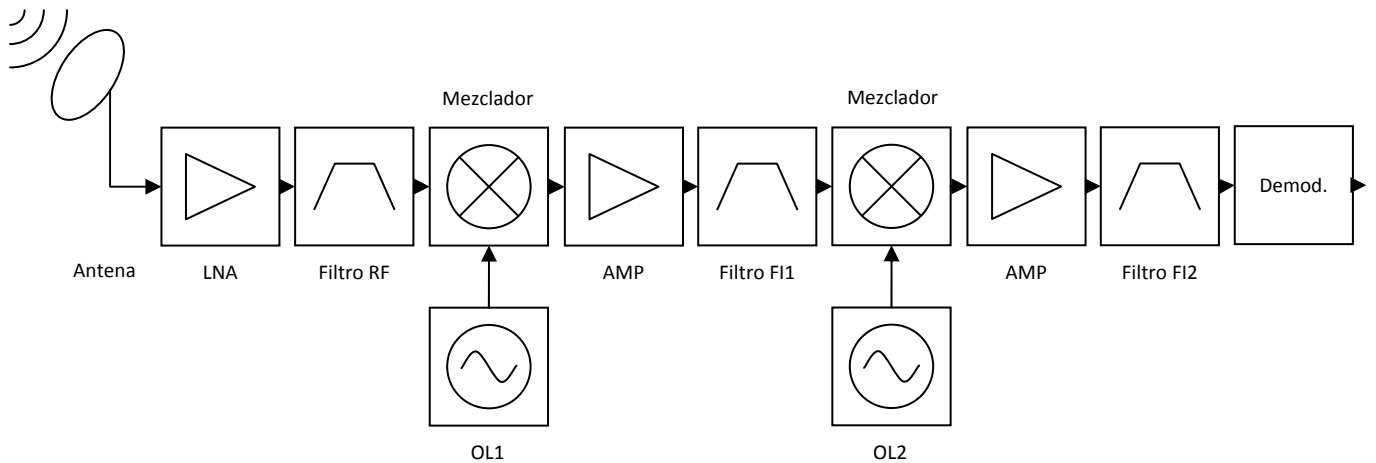 Mezclador
Mezclador
Demod.
Antena
LNA
Filtro RF
AMP
Filtro FI1
AMP
Filtro FI2
OL1
OL2